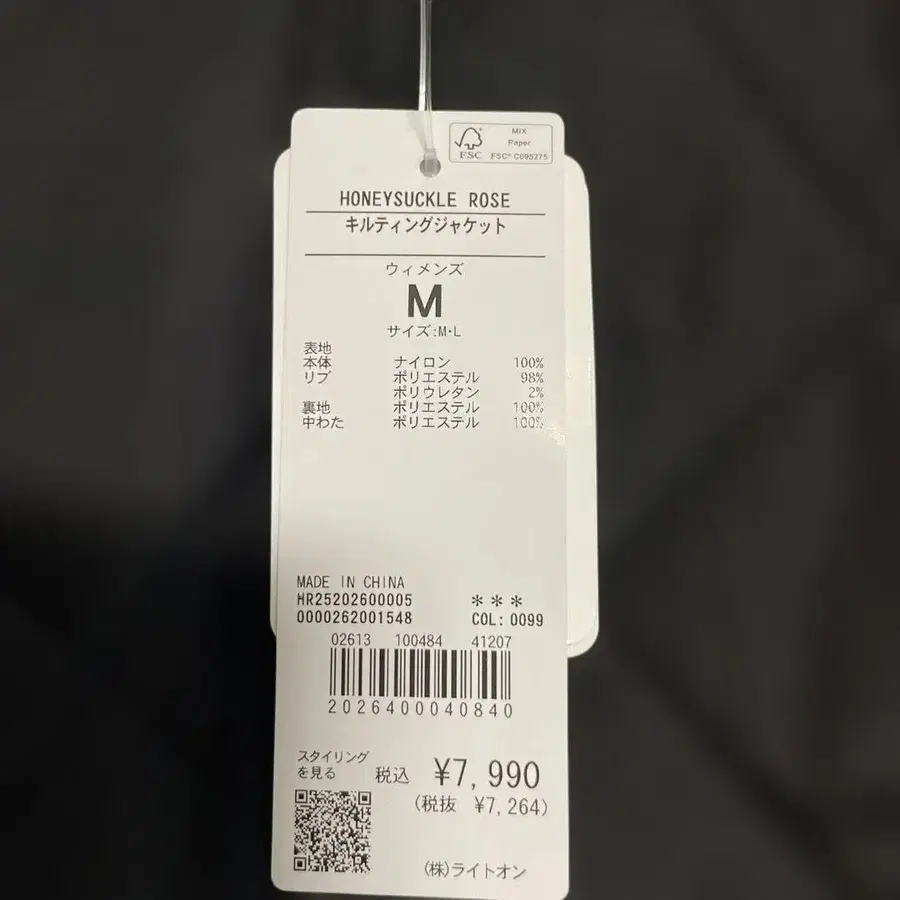 MIX
Paper
FSC
FSC® C095275
HONEYSUCKLE ROSE
キルティングジャケット
ウィメンズ
M
サイズ:M・L
表地
本体 ナイロン 100%
リブ ポリエステル 98%
ポリウレタン 2%
裏地 ポリエステル 100%
中わた ポリエステル 100%
MADE IN CHINA
HR25202600005 ***
0000262001548 COL: 0099
02613 100484 41207
2026400040840
スタイリング
を見る 税込 ¥7,990
(税抜 ¥7,264)
(株)ライトオン